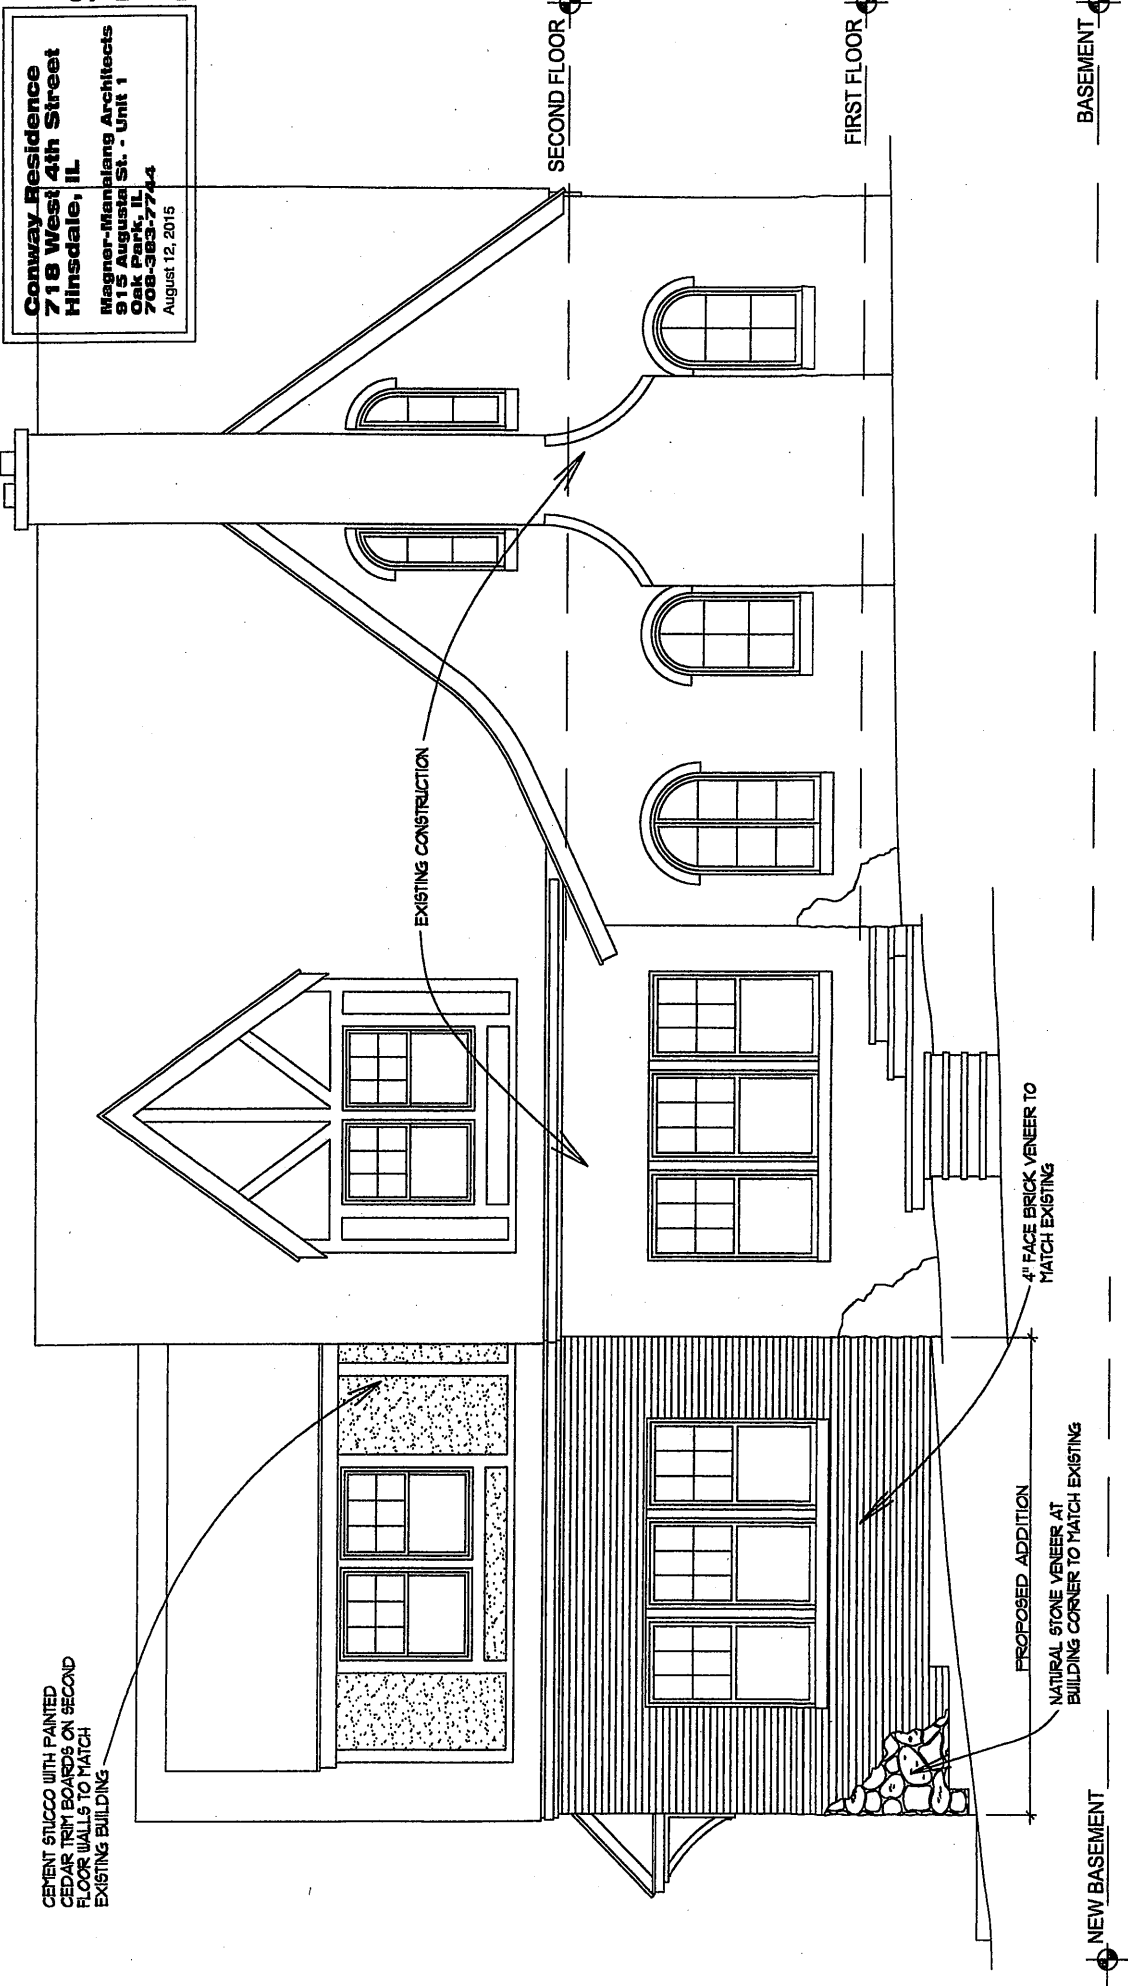 Conway Residence
718 West 4th Street
Hinsdale, IL
Magner-Manalang Architects
915 Augusta St. - Unit 1
Oak Park, IL
708-383-7744
August 12, 2015
SECOND FLOOR
FIRST FLOOR
BASEMENT
EXISTING CONSTRUCTION
CEMENT STUCCO WITH PAINTED
CEDAR TRIM BOARDS ON SECOND
FLOOR WALLS TO MATCH
EXISTING BUILDING
4" FACE BRICK VENEER TO
MATCH EXISTING
PROPOSED ADDITION
NATURAL STONE VENEER AT
BUILDING CORNER TO MATCH EXISTING
NEW BASEMENT